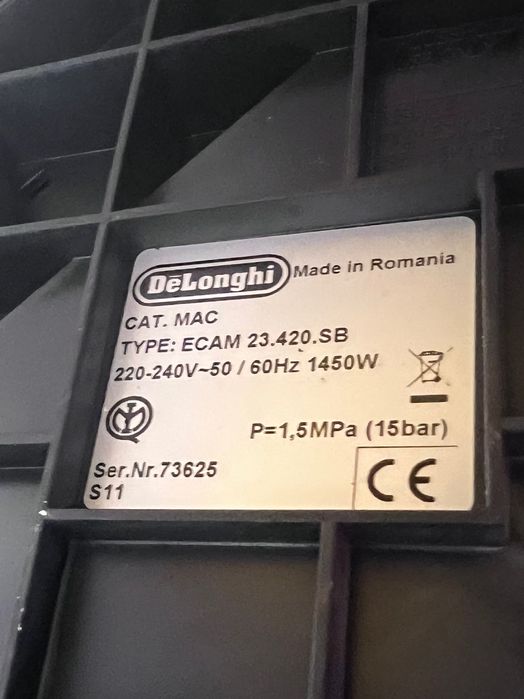 DeLonghi Made in Romania
CAT. MAC
TYPE: ECAM 23.420.SB
220-240V~50 / 60Hz 1450W
P=1,5MPa (15bar)
Ser.Nr.73625
S11
CE